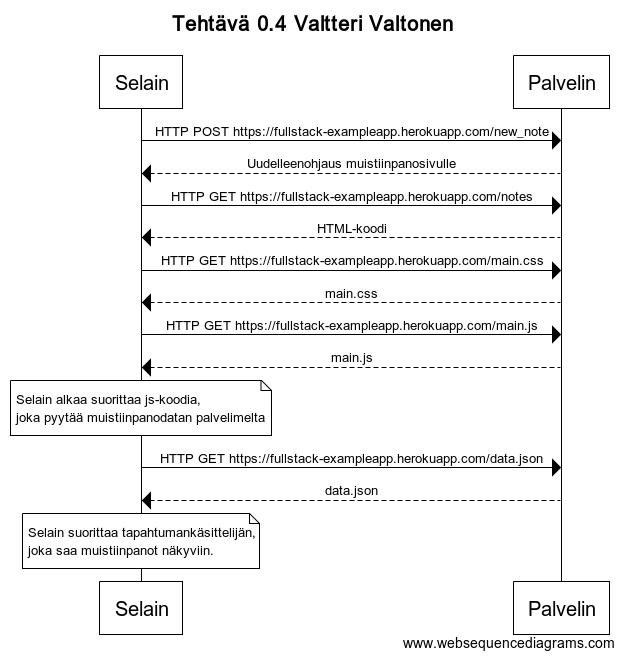 Tehtävä 0.4 Valtteri Valtonen
Selain
Palvelin
HTTP POST https://fullstack-exampleapp.herokuapp.com/new_note
Uudelleenohjaus muistiinpanosivulle
HTTP GET https://fullstack-exampleapp.herokuapp.com/notes
HTML-koodi
HTTP GET https://fullstack-exampleapp.herokuapp.com/main.css
main.css
HTTP GET https://fullstack-exampleapp.herokuapp.com/main.js
main.js
Selain alkaa suorittaa js-koodia,
joka pyytää muistiinpanodatan palvelimelta
HTTP GET https://fullstack-exampleapp.herokuapp.com/data.json
data.json
Selain suorittaa tapahtumankäsittelijän,
joka saa muistiinpanot näkyviin.
Selain
Palvelin
www.websequencediagrams.com